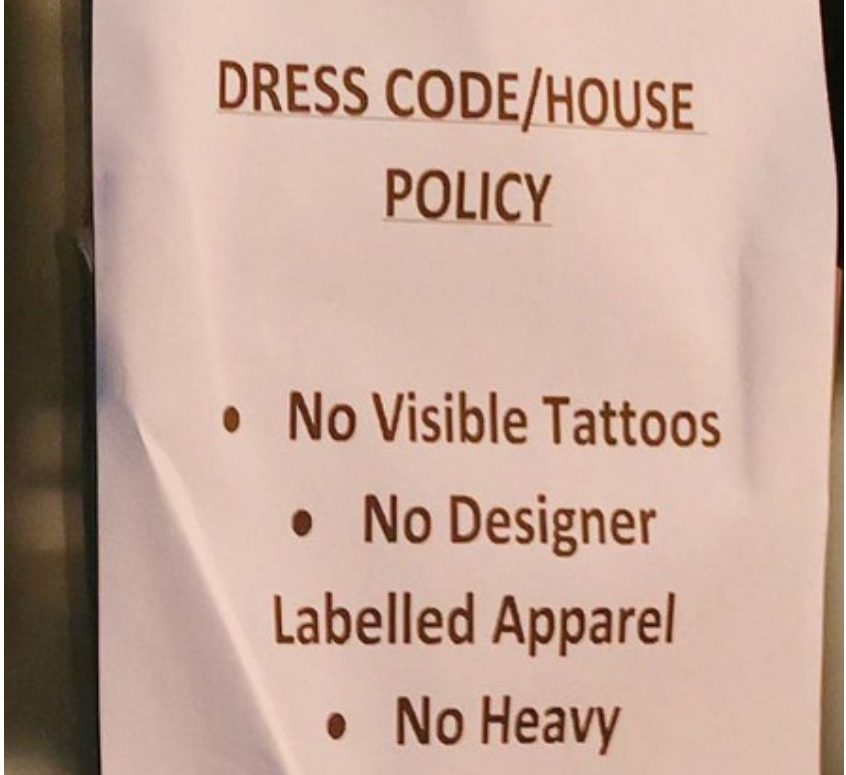 DRESS CODE/HOUSE
POLICY
• No Visible Tattoos
• No Designer
Labelled Apparel
• No Heavy